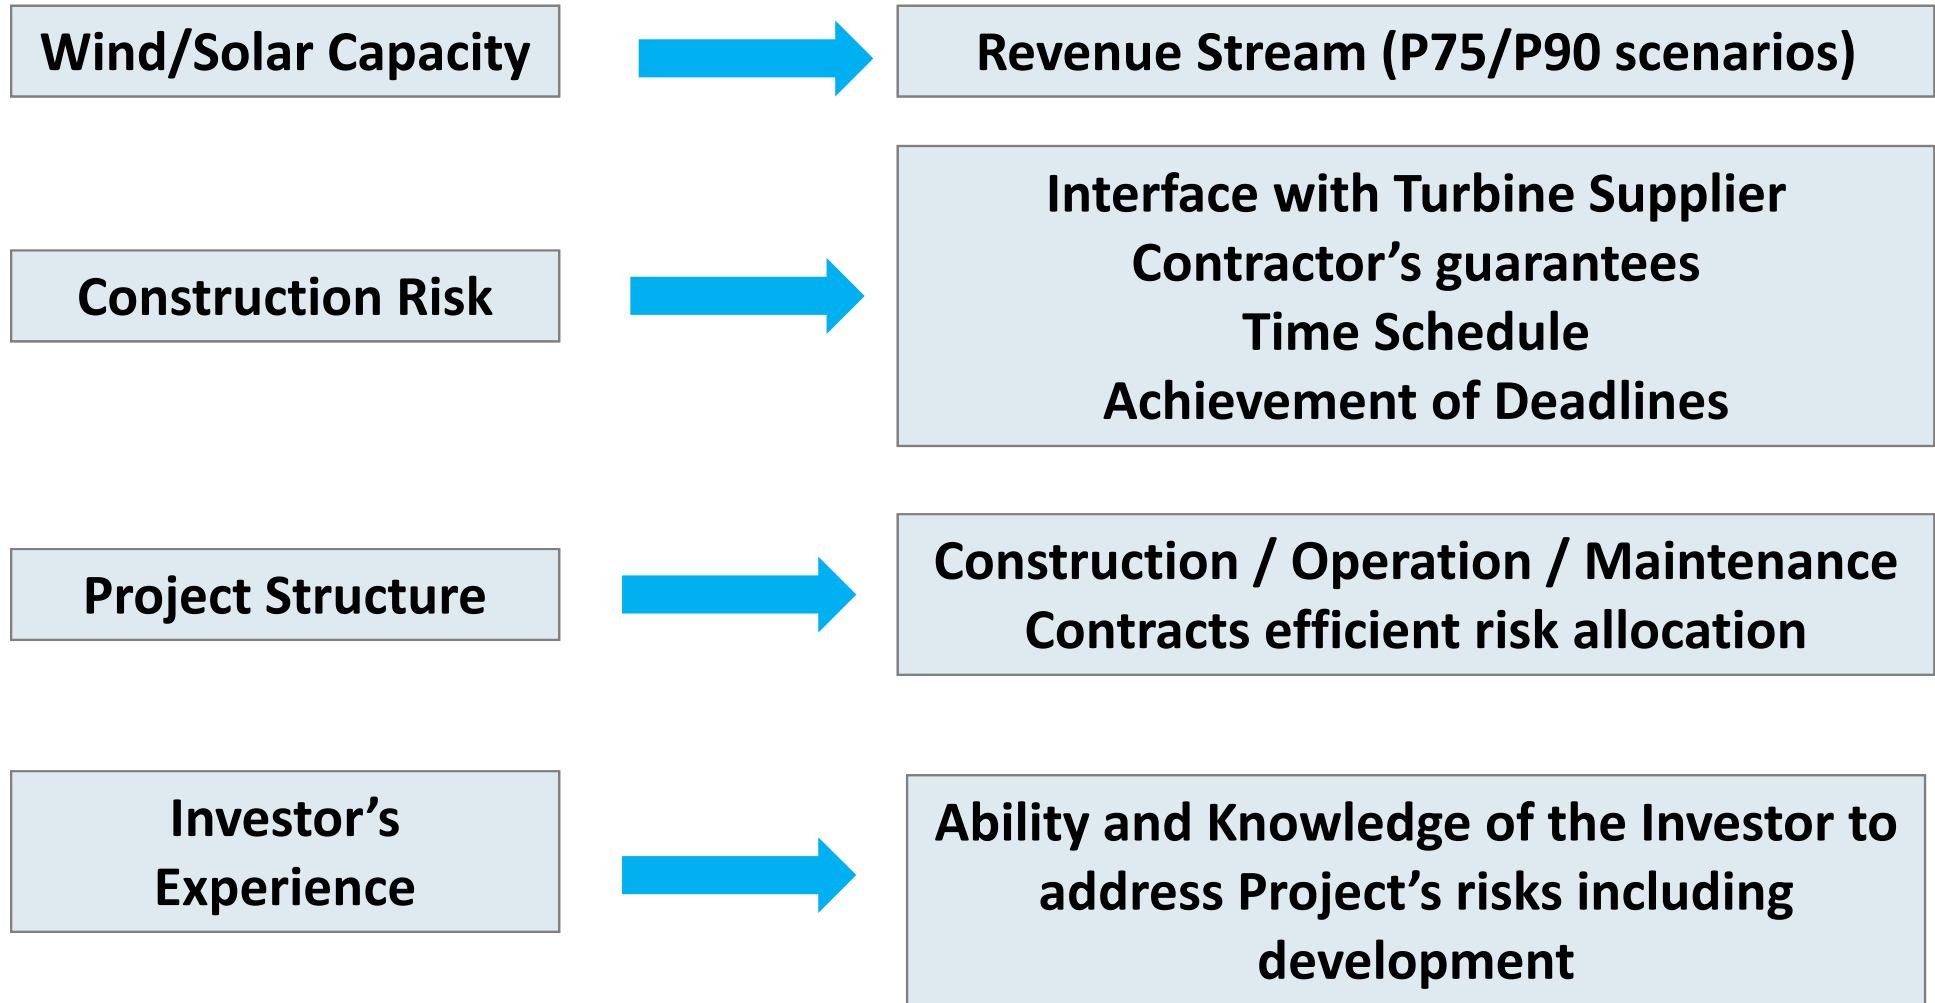 Wind/Solar Capacity
Revenue Stream (P75/P90 scenarios)
Construction Risk
Interface with Turbine Supplier
Contractor’s guarantees
Time Schedule
Achievement of Deadlines
Project Structure
Construction / Operation / Maintenance
Contracts efficient risk allocation
Investor’s
Experience
Ability and Knowledge of the Investor to
address Project’s risks including
development